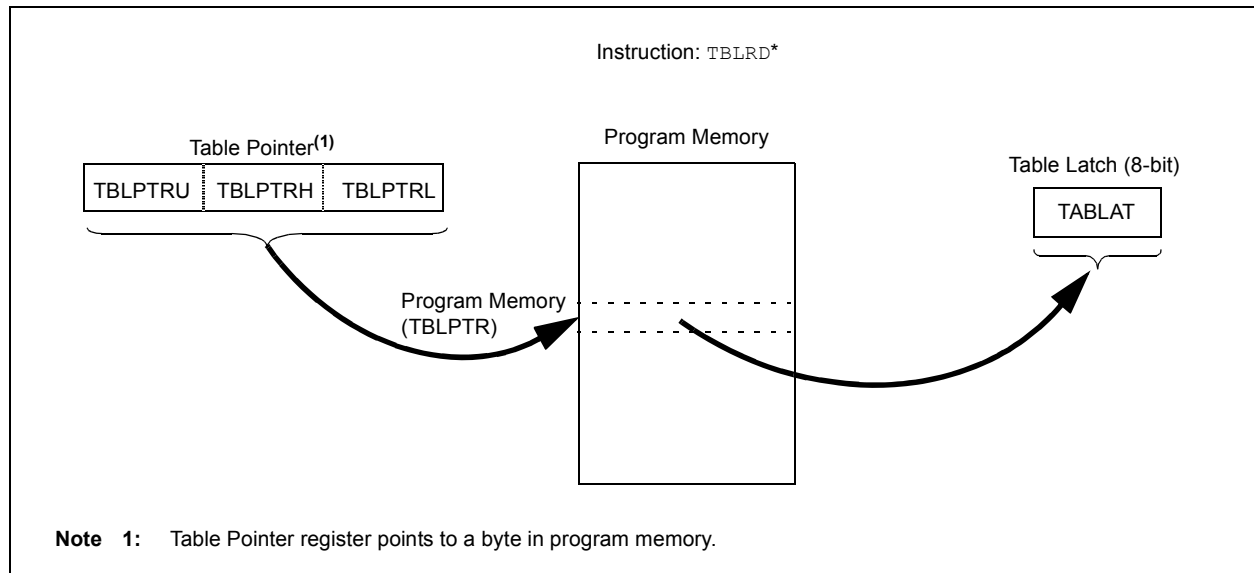 Instruction: TBLRD*
Table Pointer(1)
TBLPTRU TBLPTRH TBLPTRL
Program Memory
Table Latch (8-bit)
TABLAT
Program Memory
(TBLPTR)
Note 1: Table Pointer register points to a byte in program memory.